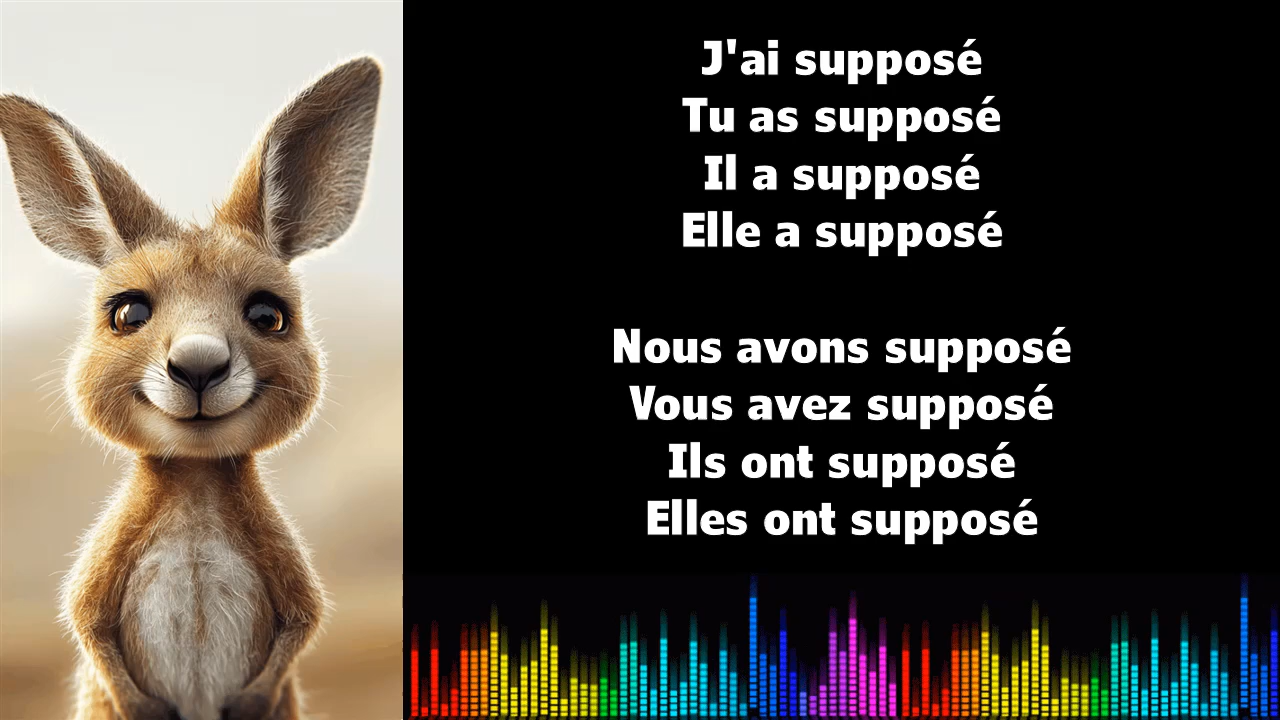 J'ai supposé
Tu as supposé
Il a supposé
Elle a supposé
Nous avons supposé
Vous avez supposé
Ils ont supposé
Elles ont supposé